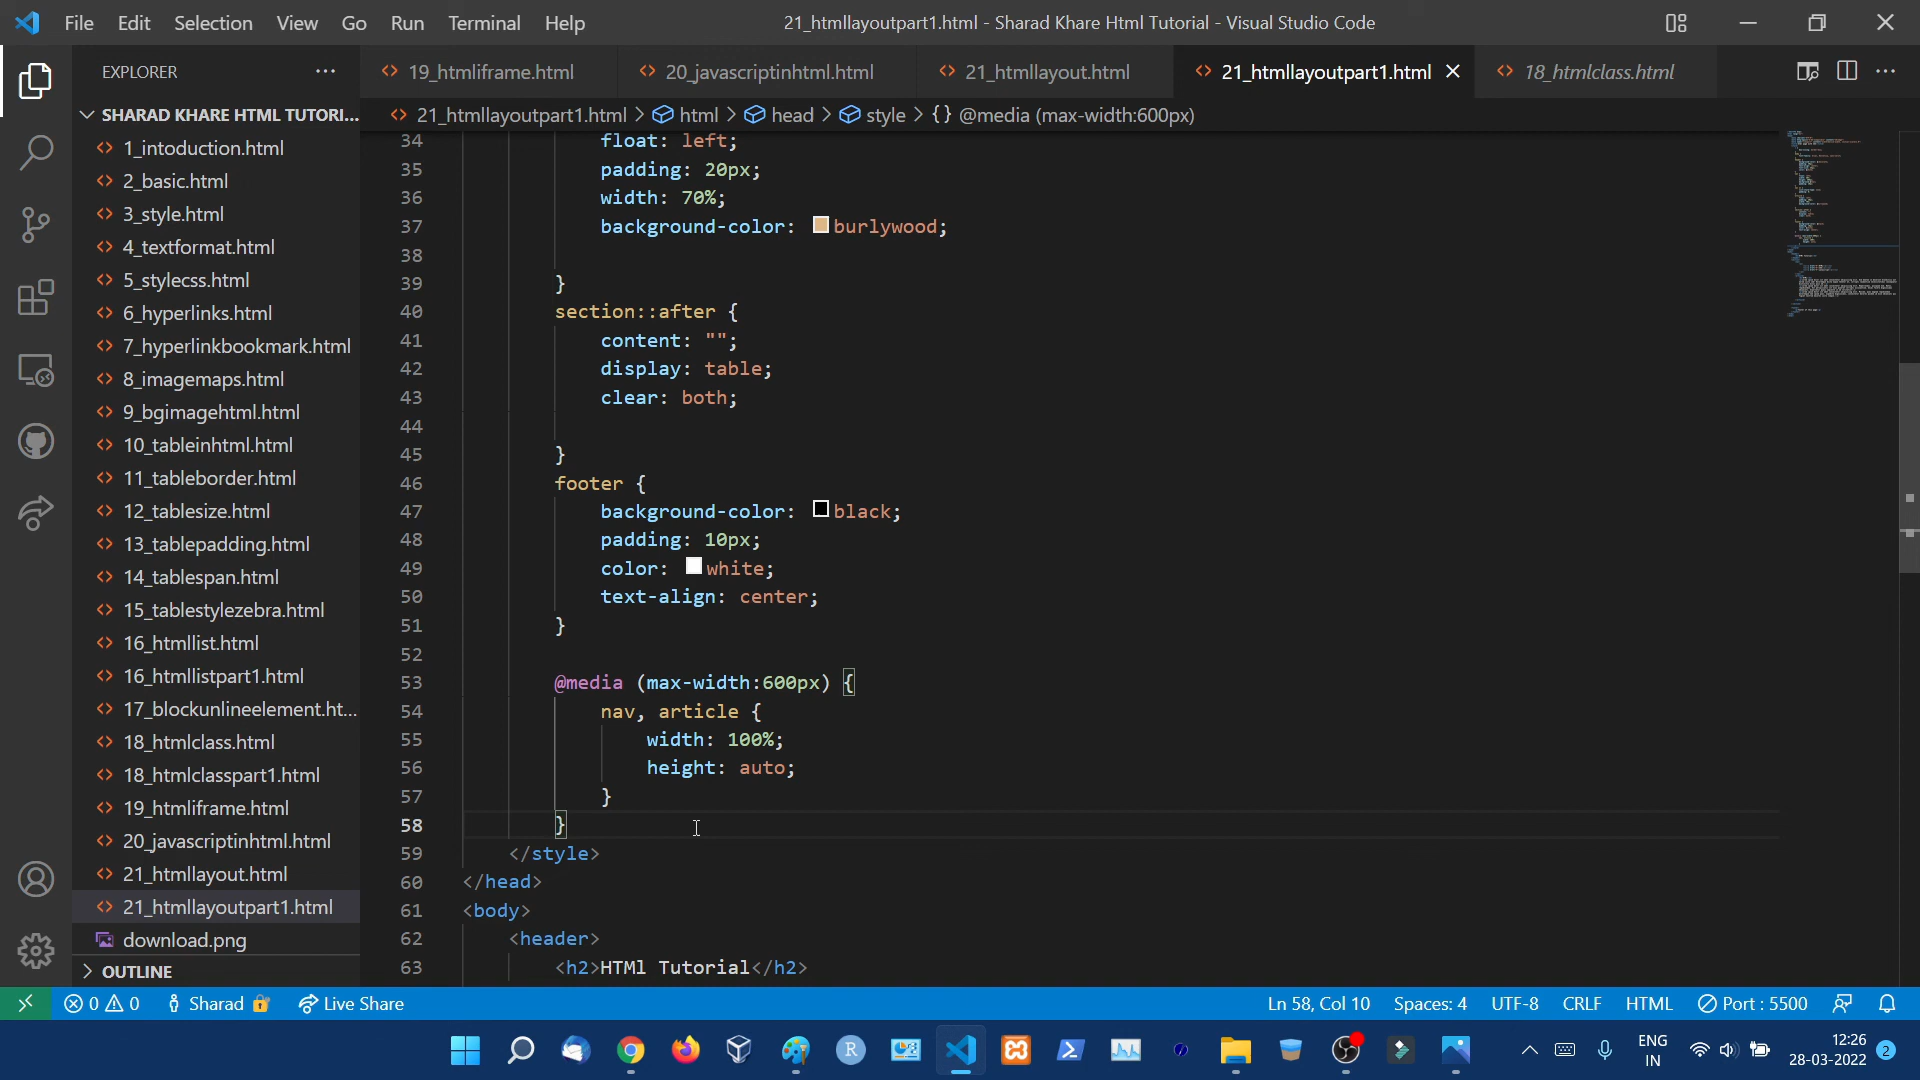 File Edit Selection View Go Run Terminal Help
21_htmllayoutpart1.html - Sharad Khare Html Tutorial - Visual Studio Code
EXPLORER
19_htmliframe.html
20_javascriptinhtml.html
21_htmllayout.html
21_htmllayoutpart1.html
18_htmlclass.html
SHARAD KHARE HTML TUTORI...
21_htmllayoutpart1.html > html > head > style > {} @media (max-width:600px)
1_intoduction.html
2_basic.html
3_style.html
4_textformat.html
5_stylecss.html
6_hyperlinks.html
7_hyperlinkbookmark.html
8_imagemaps.html
9_bgimagehtml.html
10_tableinhtml.html
11_tableborder.html
12_tablesize.html
13_tablepadding.html
14_tablespan.html
15_tablestylezebra.html
16_htmllist.html
16_htmllistpart1.html
17_blockunlineelement.ht...
18_htmlclass.html
18_htmlclasspart1.html
19_htmliframe.html
20_javascriptinhtml.html
21_htmllayout.html
21_htmllayoutpart1.html
download.png
OUTLINE
34 float: left;
35 padding: 20px;
36 width: 70%;
37 background-color: burlywood;
38
39 }
40 section::after {
41 content: "";
42 display: table;
43 clear: both;
44
45 }
46 footer {
47 background-color: black;
48 padding: 10px;
49 color: white;
50 text-align: center;
51 }
52
53 @media (max-width:600px) {
54 nav, article {
55 width: 100%;
56 height: auto;
57 }
58 }
59 </style>
60 </head>
61 <body>
62 <header>
63 <h2>HTMl Tutorial</h2>
0 0 Sharad Live Share
Ln 58, Col 10 Spaces: 4 UTF-8 CRLF HTML Port : 5500
R
ENG
IN
12:26
28-03-2022
2